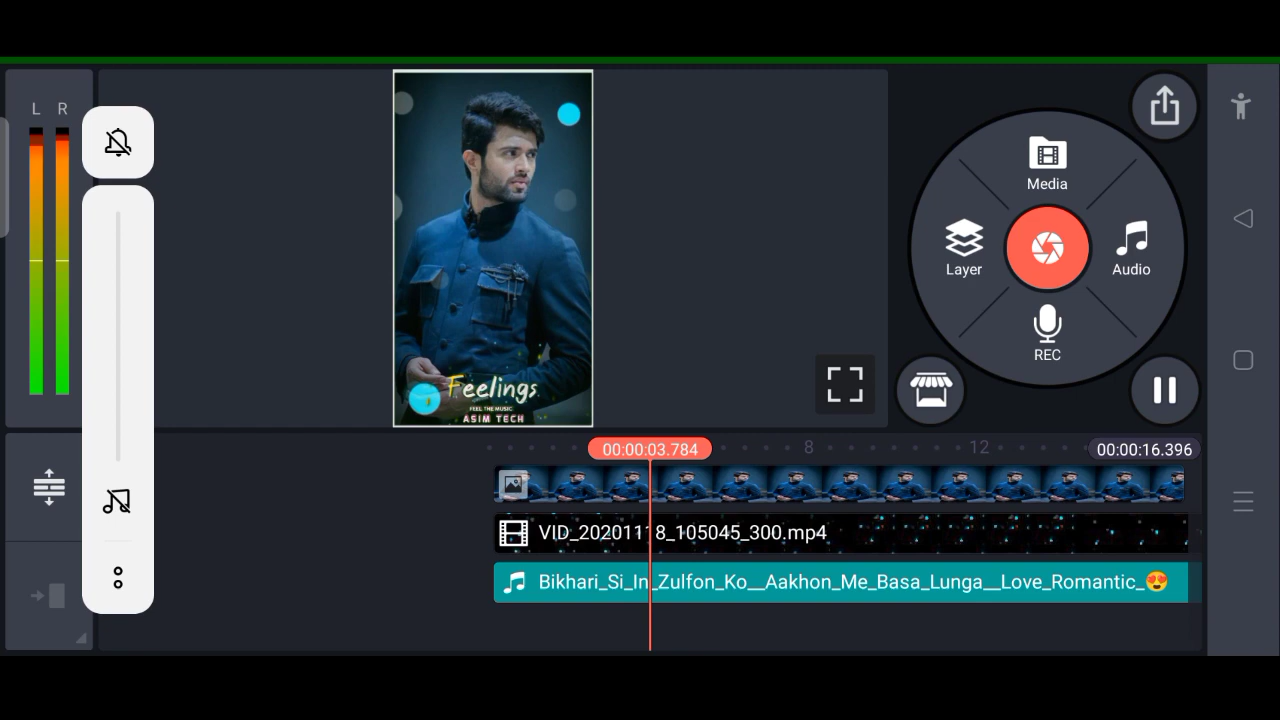 L R
Media
Layer
Audio
REC
Feelings
FEEL THE MUSIC
ASIM TECH
00:00:03.784
8
12
00:00:16.396
VID_20201118_105045_300.mp4
Bikhari_Si_In_Zulfon_Ko__Aakhon_Me_Basa_Lunga__Love_Romantic_😍